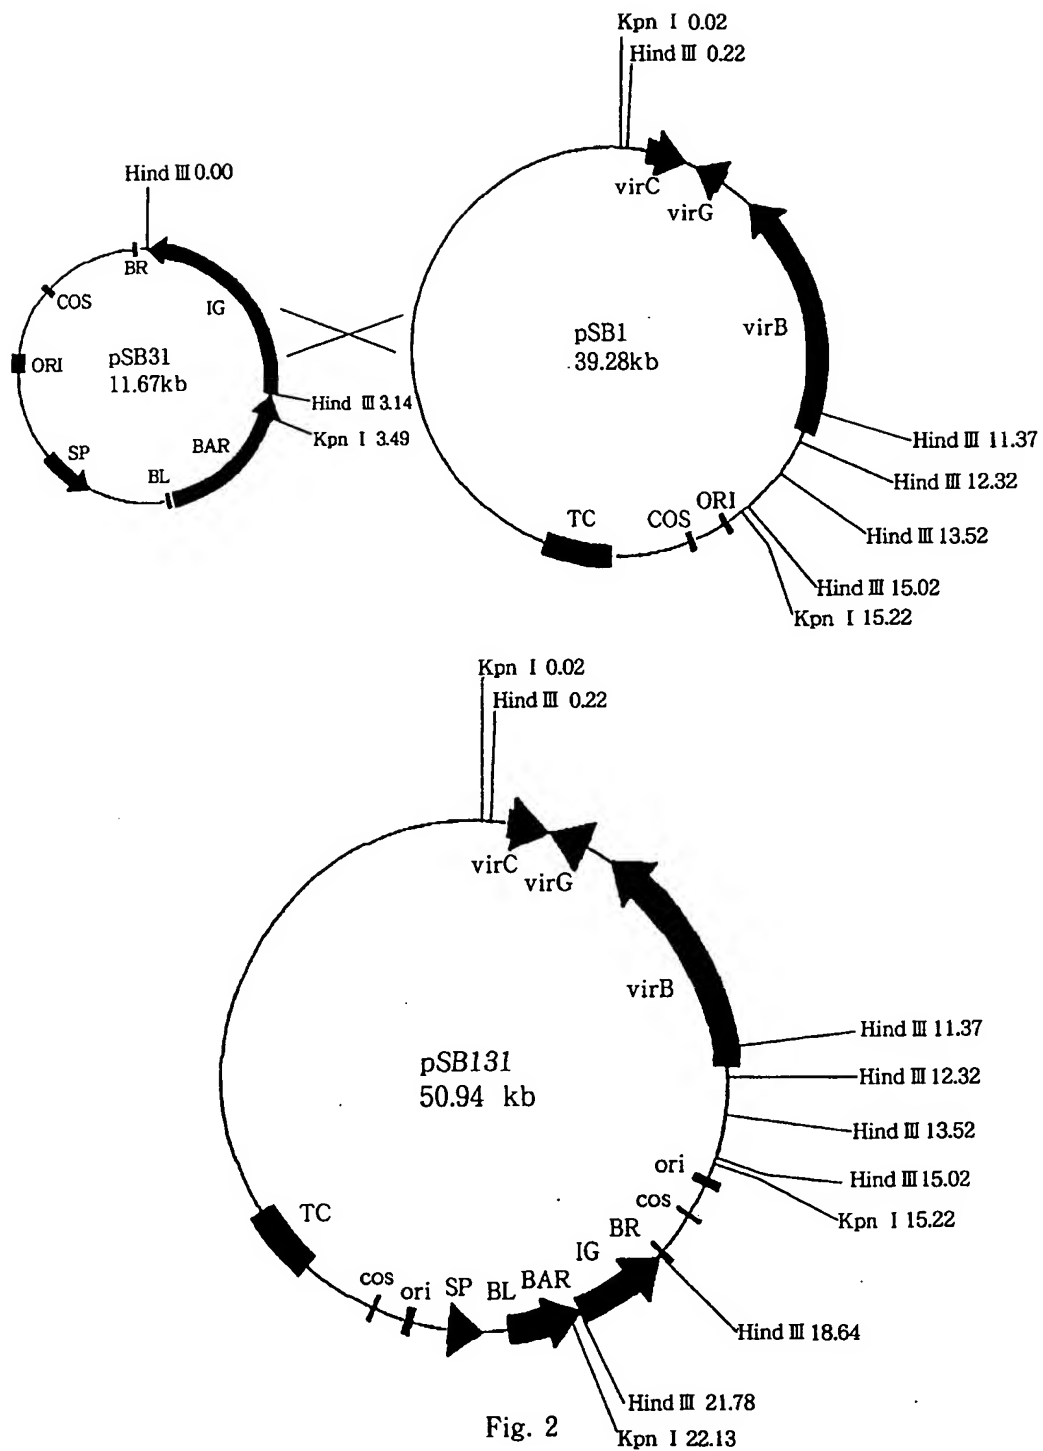 Kpn I 0.02
Hind III 0.22
Hind III 0.00
virC
virG
BR
COS
IG
virB
pSB31
11.67kb
pSB1
39.28kb
ORI
Hind III 3.14
Kpn I 3.49
BAR
SP
BL
Hind III 11.37
Hind III 12.32
ORI
COS
TC
Hind III 13.52
Hind III 15.02
Kpn I 15.22
Kpn I 0.02
Hind III 0.22
virC
virG
virB
Hind III 11.37
pSB131
50.94 kb
Hind III 12.32
Hind III 13.52
ori
Hind III 15.02
cos
Kpn I 15.22
TC
BR
IG
BAR
BL
SP
ori
cos
Hind III 18.64
Hind III 21.78
Kpn I 22.13
Fig. 2